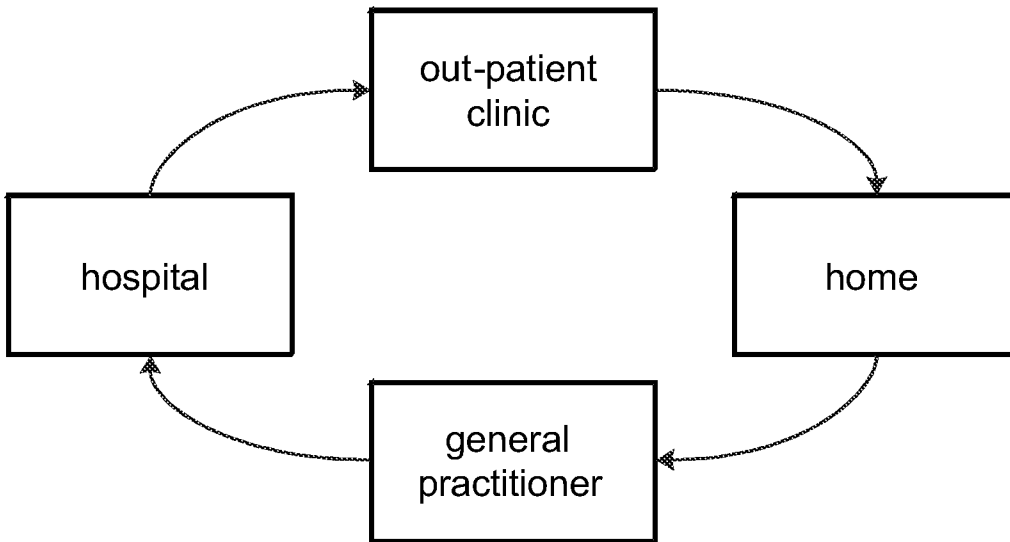 out-patient
clinic
hospital
home
general
practitioner